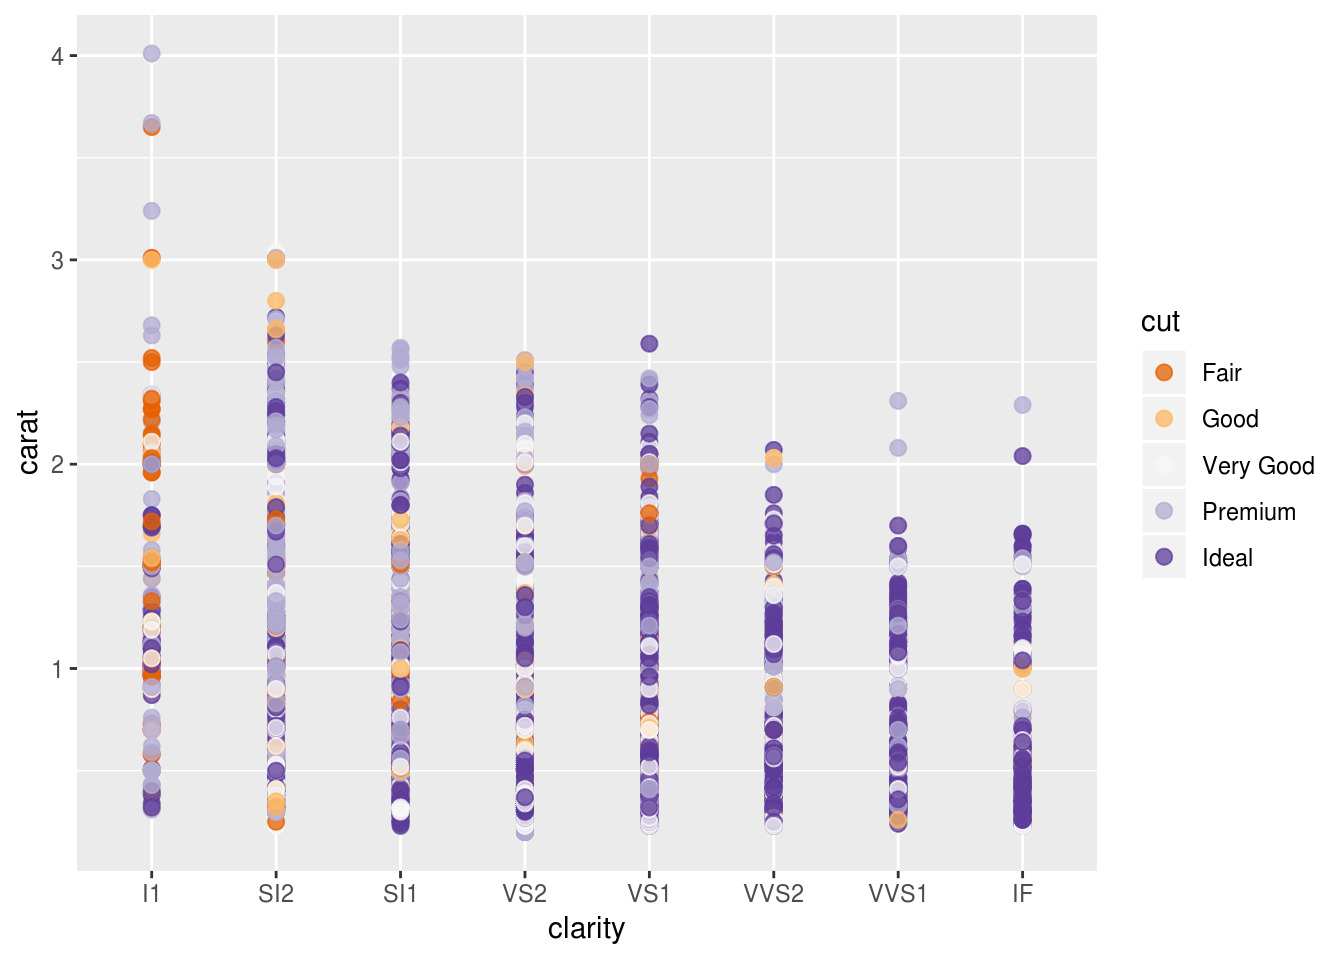 4
3
2
1
carat
I1 SI2 SI1 VS2 VS1 VVS2 VVS1 IF
clarity
cut
Fair
Good
Very Good
Premium
Ideal